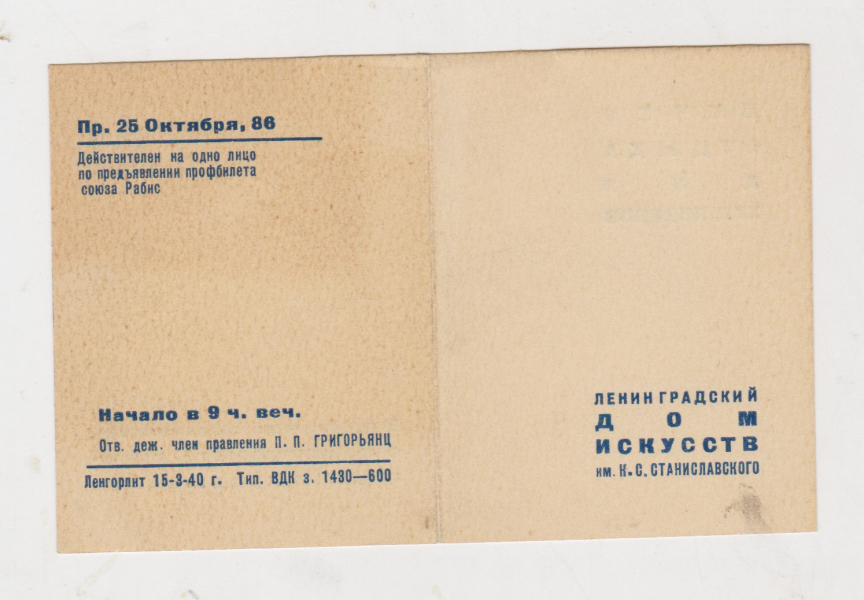 Пр. 25 Октября, 86
Действителен на одно лицо
по предъявлении профбилета
союза Рабис
Начало в 9 ч. веч.
Отв. деж. член правления П. П. ГРИГОРЬЯНЦ
Ленгорлит 15-3-40 г. Тип. ВДК з. 1430—600
ЛЕНИНГРАДСКИЙ
ДОМ
ИСКУССТВ
им. К. С. СТАНИСЛАВСКОГО